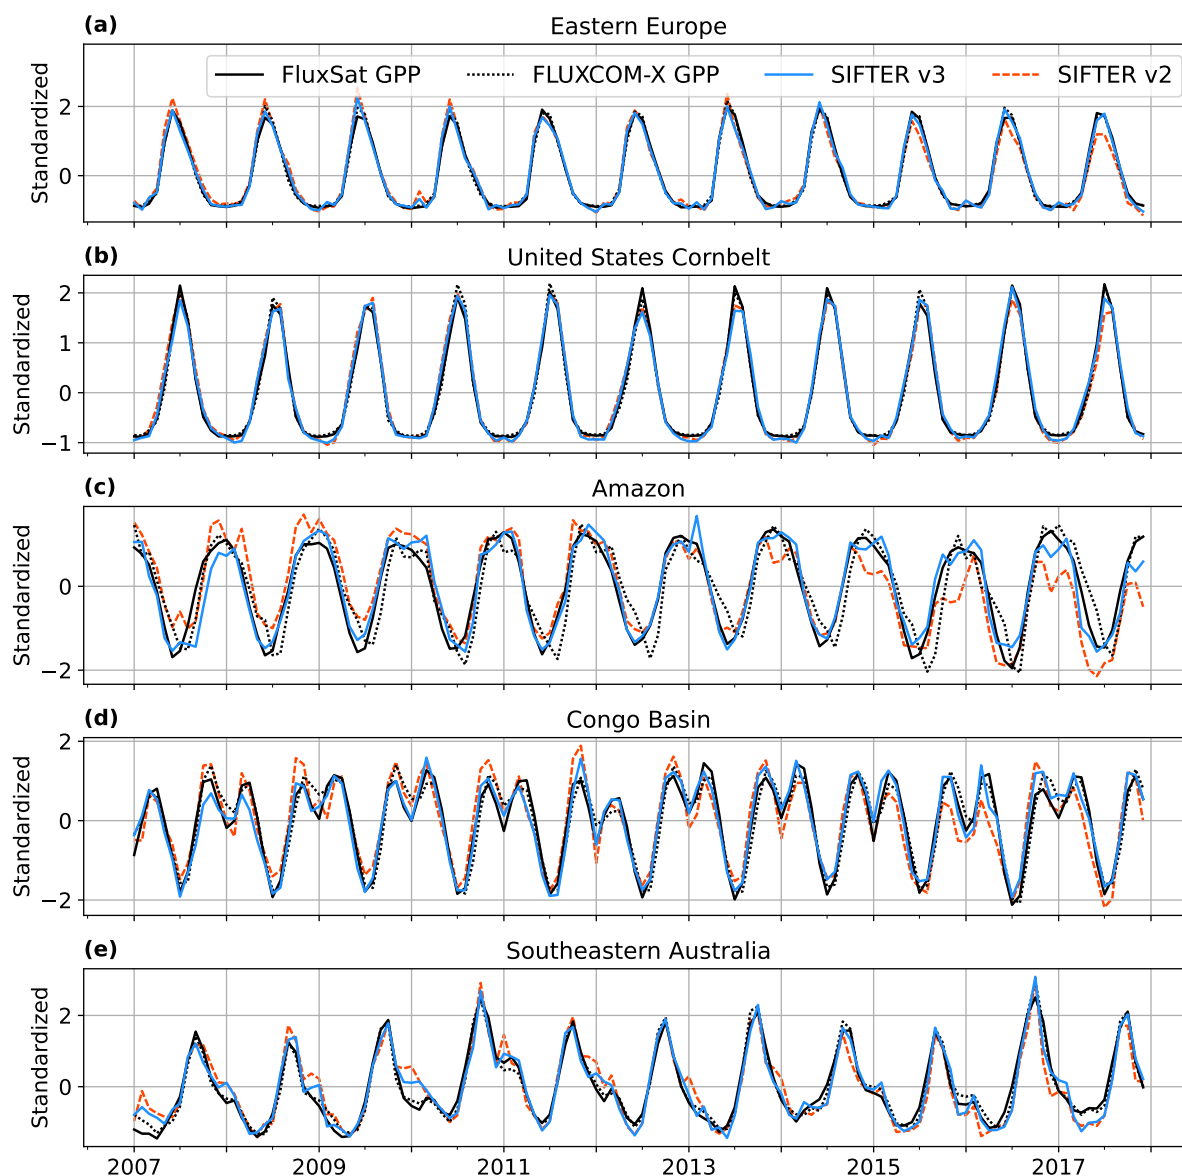 (a) Eastern Europe
FluxSat GPP FLUXCOM-X GPP SIFTER v3 SIFTER v2
Standardized
2
0
(b) United States Cornbelt
Standardized
2
1
0
−1
(c) Amazon
Standardized
0
−2
(d) Congo Basin
Standardized
2
0
−2
(e) Southeastern Australia
Standardized
2
0
2007 2009 2011 2013 2015 2017